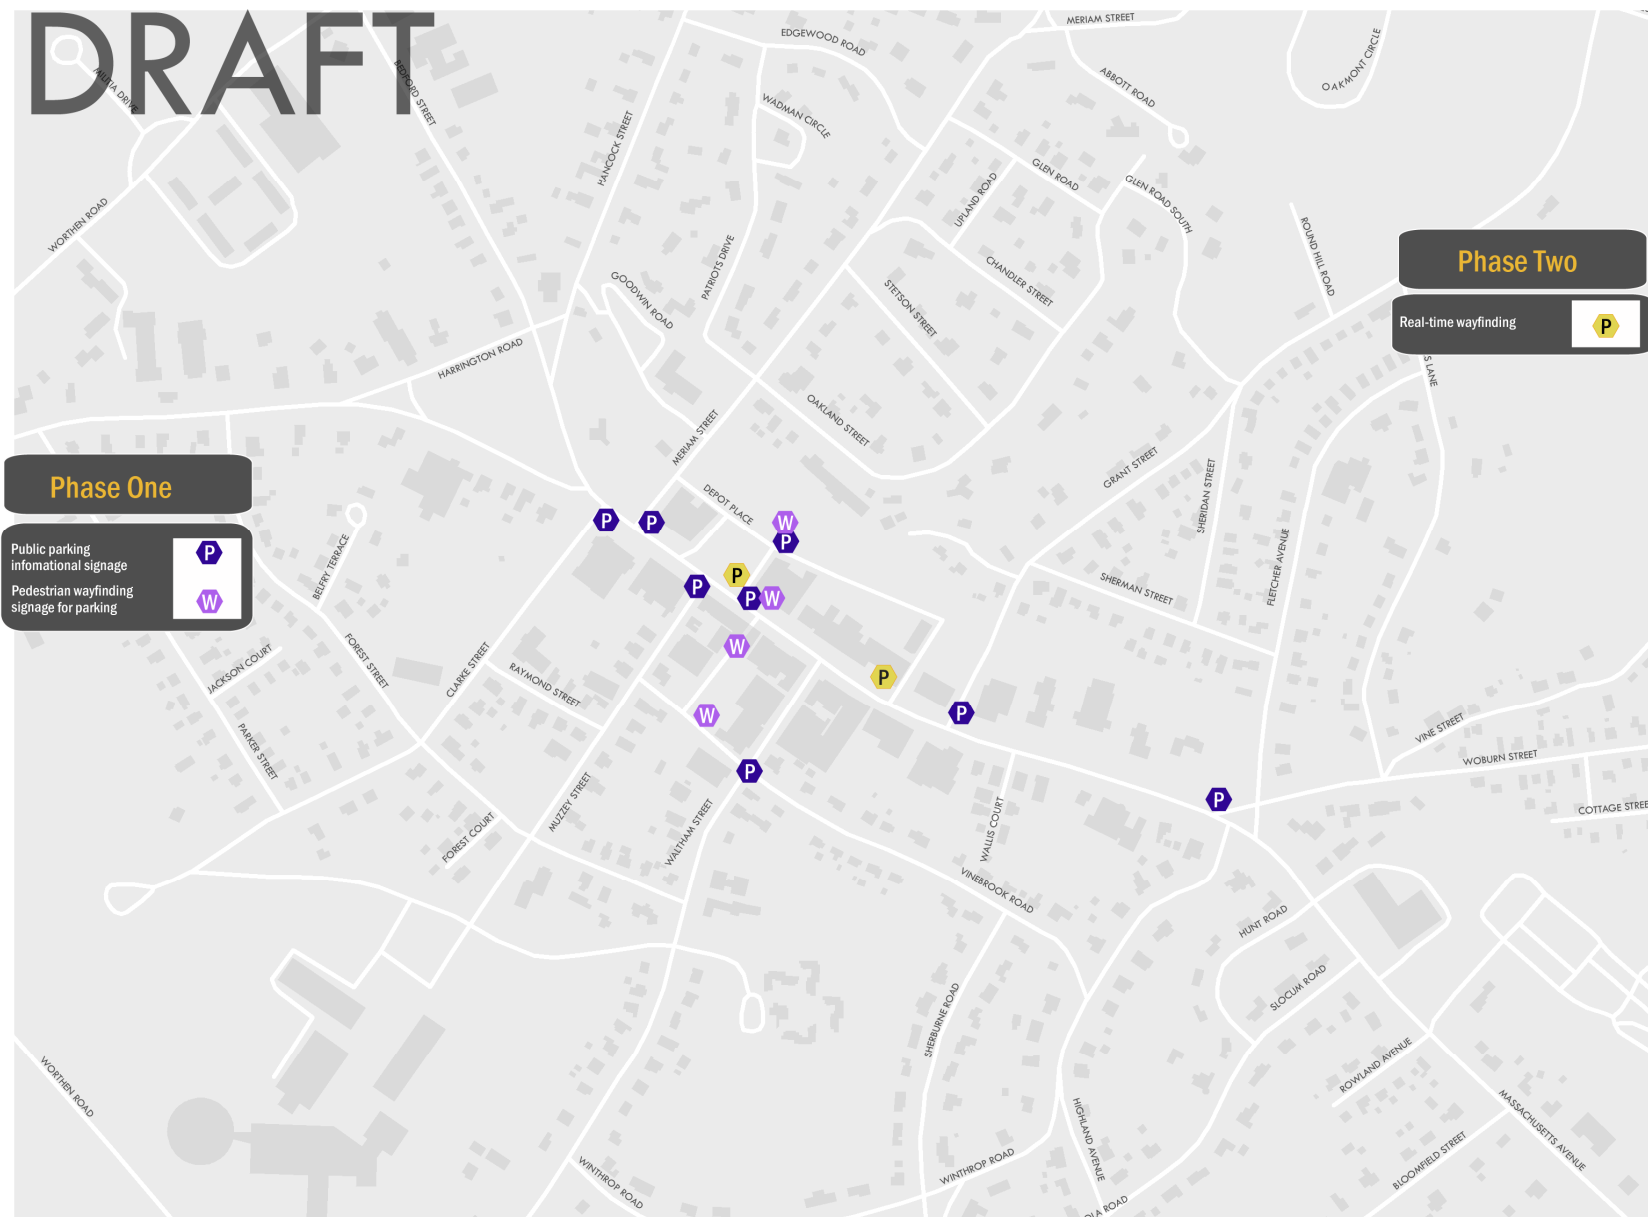 DRAFT
MERIAM STREET
EDGEWOOD ROAD
OAKMONT CIRCLE
MILITIA DRIVE
BEDFORD STREET
ABBOTT ROAD
WADMAN CIRCLE
HANCOCK STREET
GLEN ROAD
UPLAND ROAD
GLEN ROAD SOUTH
WORTHEN ROAD
ROUND HILL ROAD
PATRIOTS DRIVE
CHANDLER STREET
Phase Two
GOODWIN ROAD
STETSON STREET
Real-time wayfinding
P
HARRINGTON ROAD
S LANE
OAKLAND STREET
MERIAM STREET
GRANT STREET
SHERIDAN STREET
Phase One
DEPOT PLACE
P
P
W
P
Public parking
infomational signage
P
Pedestrian wayfinding
signage for parking
W
BELFRY TERRACE
FLETCHER AVENUE
P
P
P
W
SHERMAN STREET
W
FOREST STREET
JACKSON COURT
CLARKE STREET
RAYMOND STREET
P
W
P
PARKER STREET
VINE STREET
WOBURN STREET
P
P
COTTAGE STREE
MUZZEY STREET
WALTHAM STREET
WALLIS COURT
FOREST COURT
VINEBROOK ROAD
HUNT ROAD
SLOCUM ROAD
SHERBURNE ROAD
ROWLAND AVENUE
WORTHEN ROAD
HIGHLAND AVENUE
MASSACHUSETTS AVENUE
BLOOMFIELD STREET
WINTHROP ROAD
WINTHROP ROAD
OLA ROAD